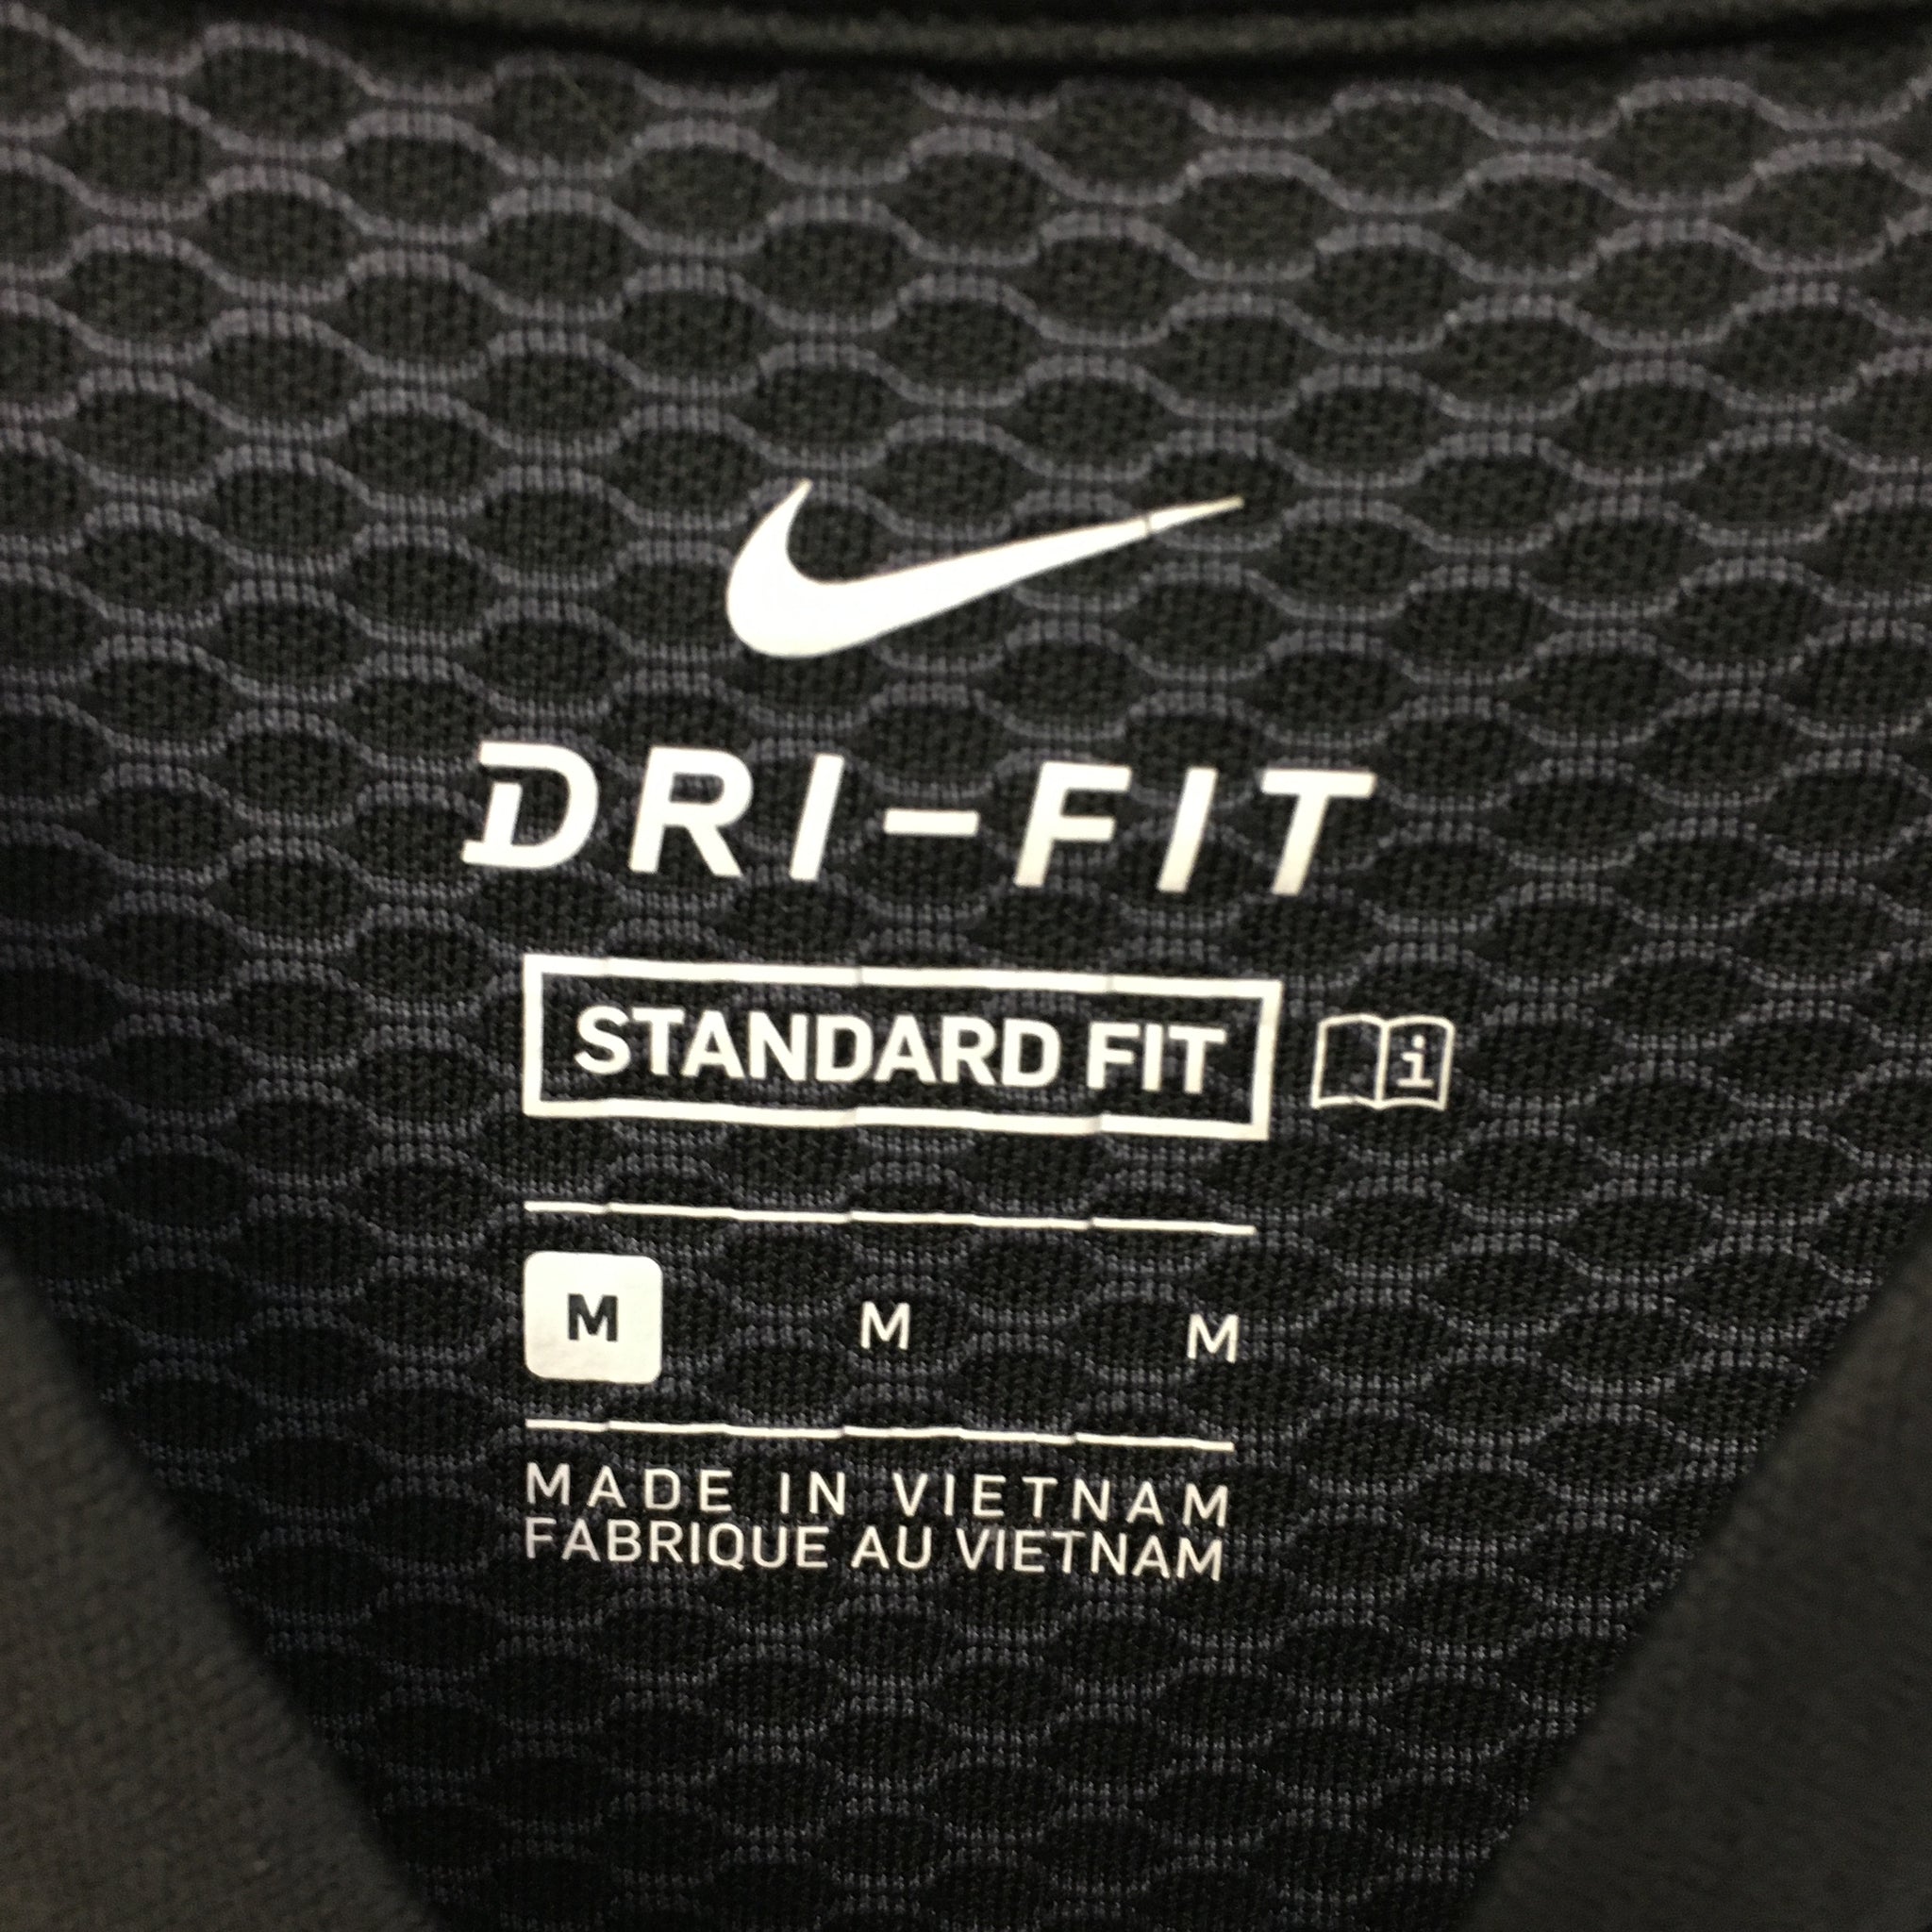 DRI-FIT
STANDARD FIT i
M M M
MADE IN VIETNAM
FABRIQUE AU VIETNAM